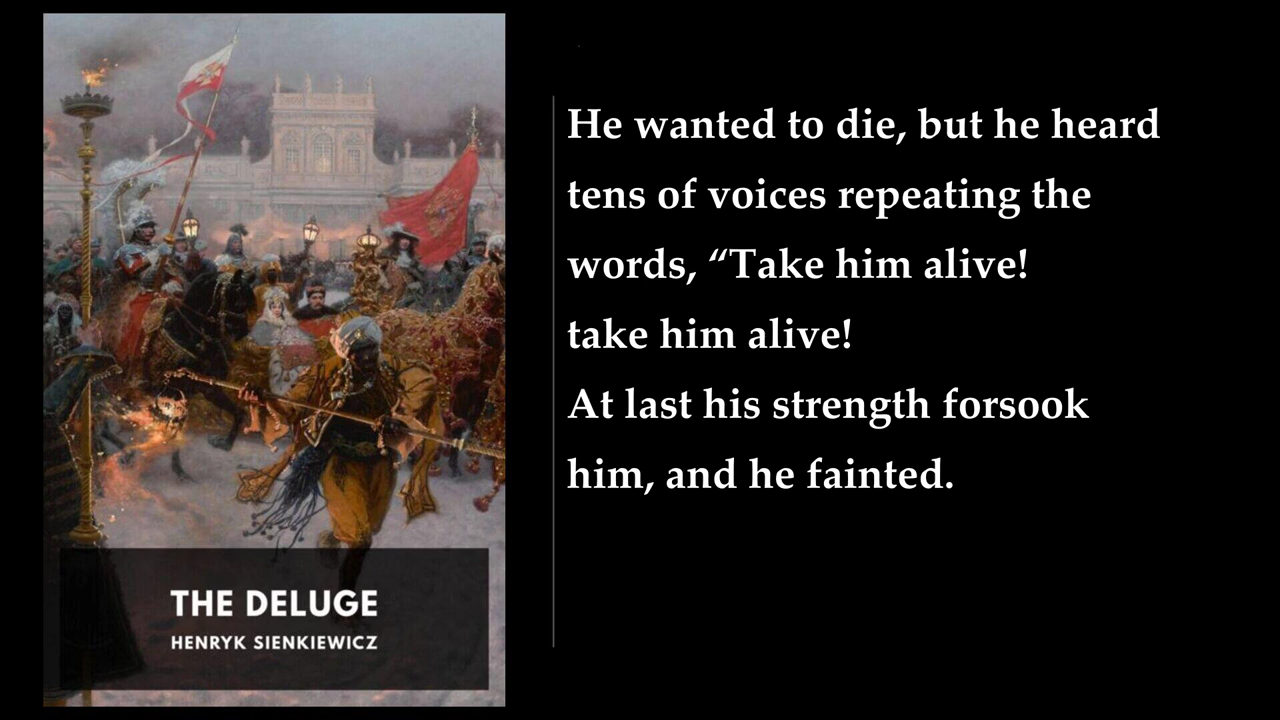 He wanted to die, but he heard
tens of voices repeating the
words, “Take him alive!
take him alive!
At last his strength forsook
him, and he fainted.
THE DELUGE
HENRYK SIENKIEWICZ